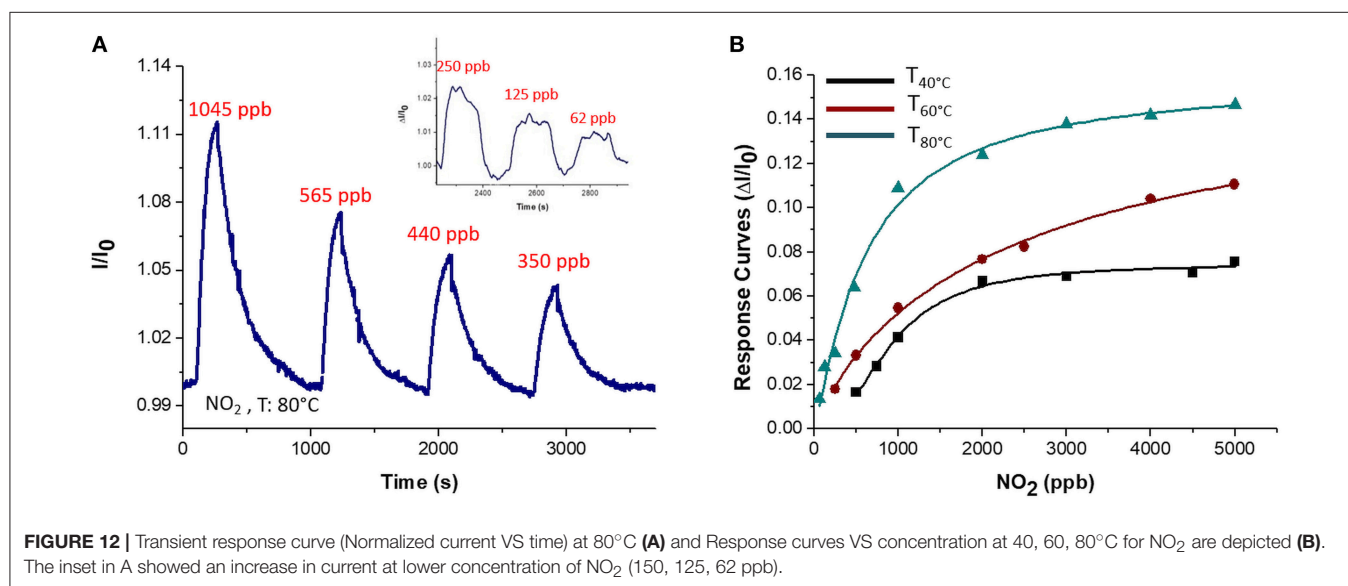 A
1.14
1.11
1.08
1.05
1.02
0.99
I/I0
1045 ppb
565 ppb
440 ppb
350 ppb
NO2 , T: 80°C
0
1000
2000
3000
Time (s)
1.03
1.02
1.01
1.00
ΔI/I0
250 ppb
125 ppb
62 ppb
2400
2600
2800
Time (s)
B
0.16
0.14
0.12
0.10
0.08
0.06
0.04
0.02
0.00
Response Curves (ΔI/I0)
T40°C
T60°C
T80°C
0
1000
2000
3000
4000
5000
NO2 (ppb)
FIGURE 12 | Transient response curve (Normalized current VS time) at 80°C (A) and Response curves VS concentration at 40, 60, 80°C for NO2 are depicted (B).
The inset in A showed an increase in current at lower concentration of NO2 (150, 125, 62 ppb).